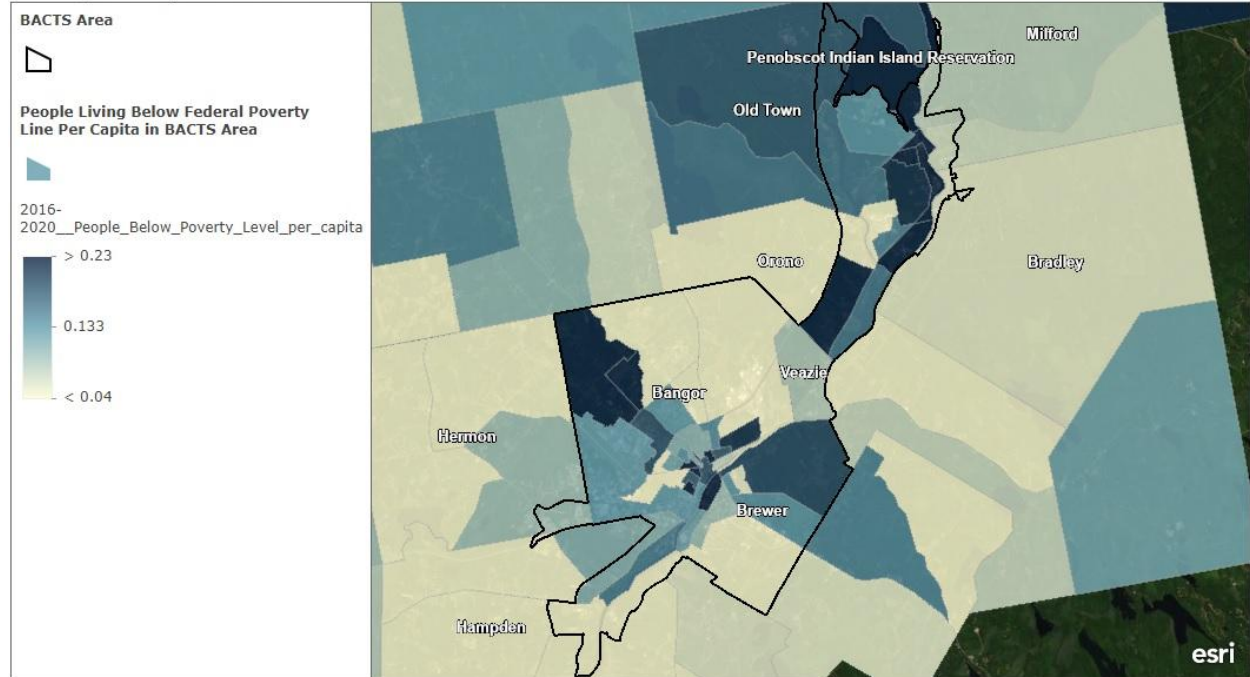 BACTS Area
People Living Below Federal Poverty
Line Per Capita in BACTS Area
2016-
2020__People_Below_Poverty_Level_per_capita
> 0.23
0.133
< 0.04
Milford
Penobscot Indian Island Reservation
Old Town
Orono
Bradley
Veazie
Bangor
Hermon
Brewer
Hampden
esri